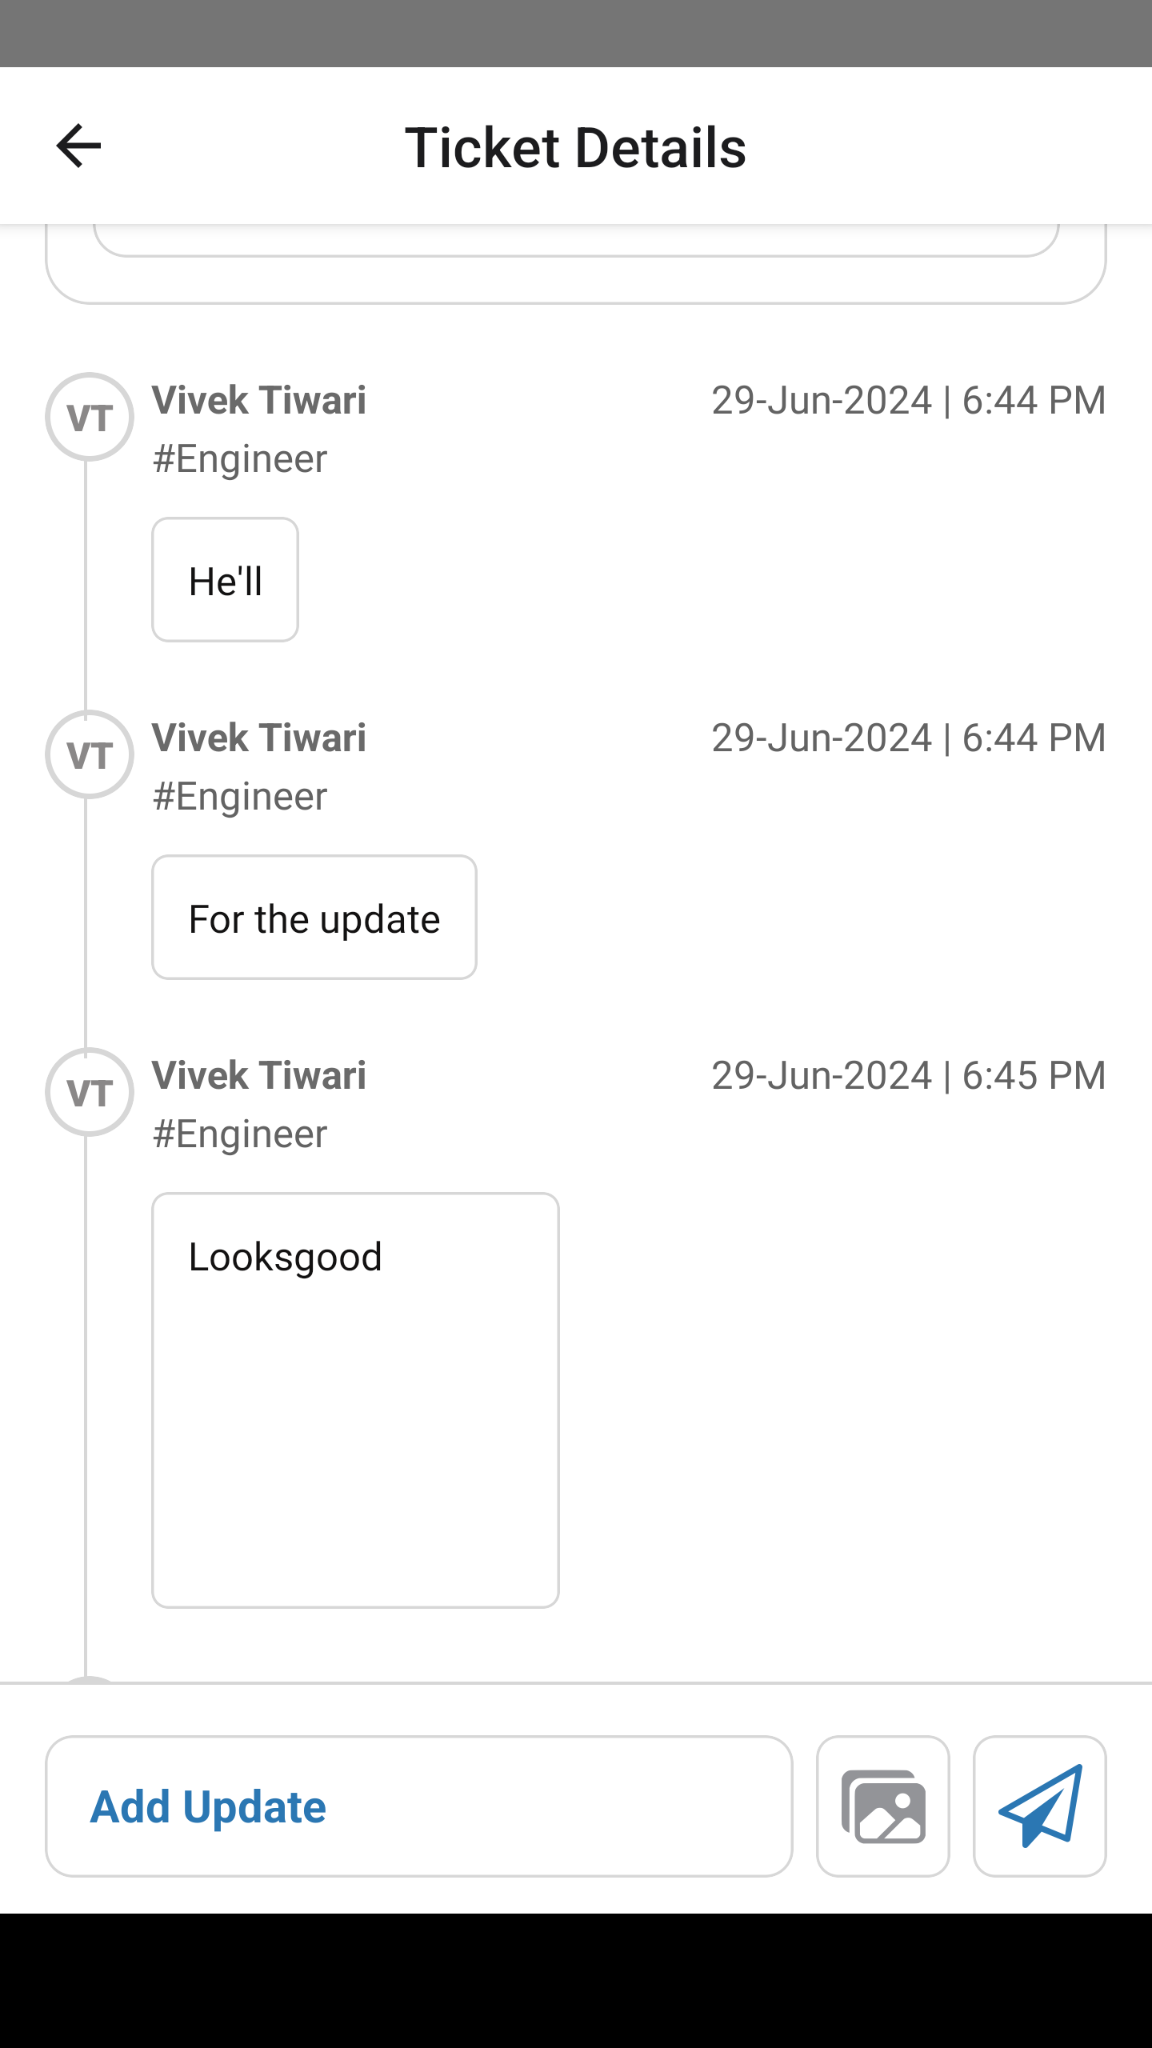 Ticket Details
VT
Vivek Tiwari
29-Jun-2024 | 6:44 PM
#Engineer
He'll
VT
Vivek Tiwari
29-Jun-2024 | 6:44 PM
#Engineer
For the update
VT
Vivek Tiwari
29-Jun-2024 | 6:45 PM
#Engineer
Looksgood
Add Update